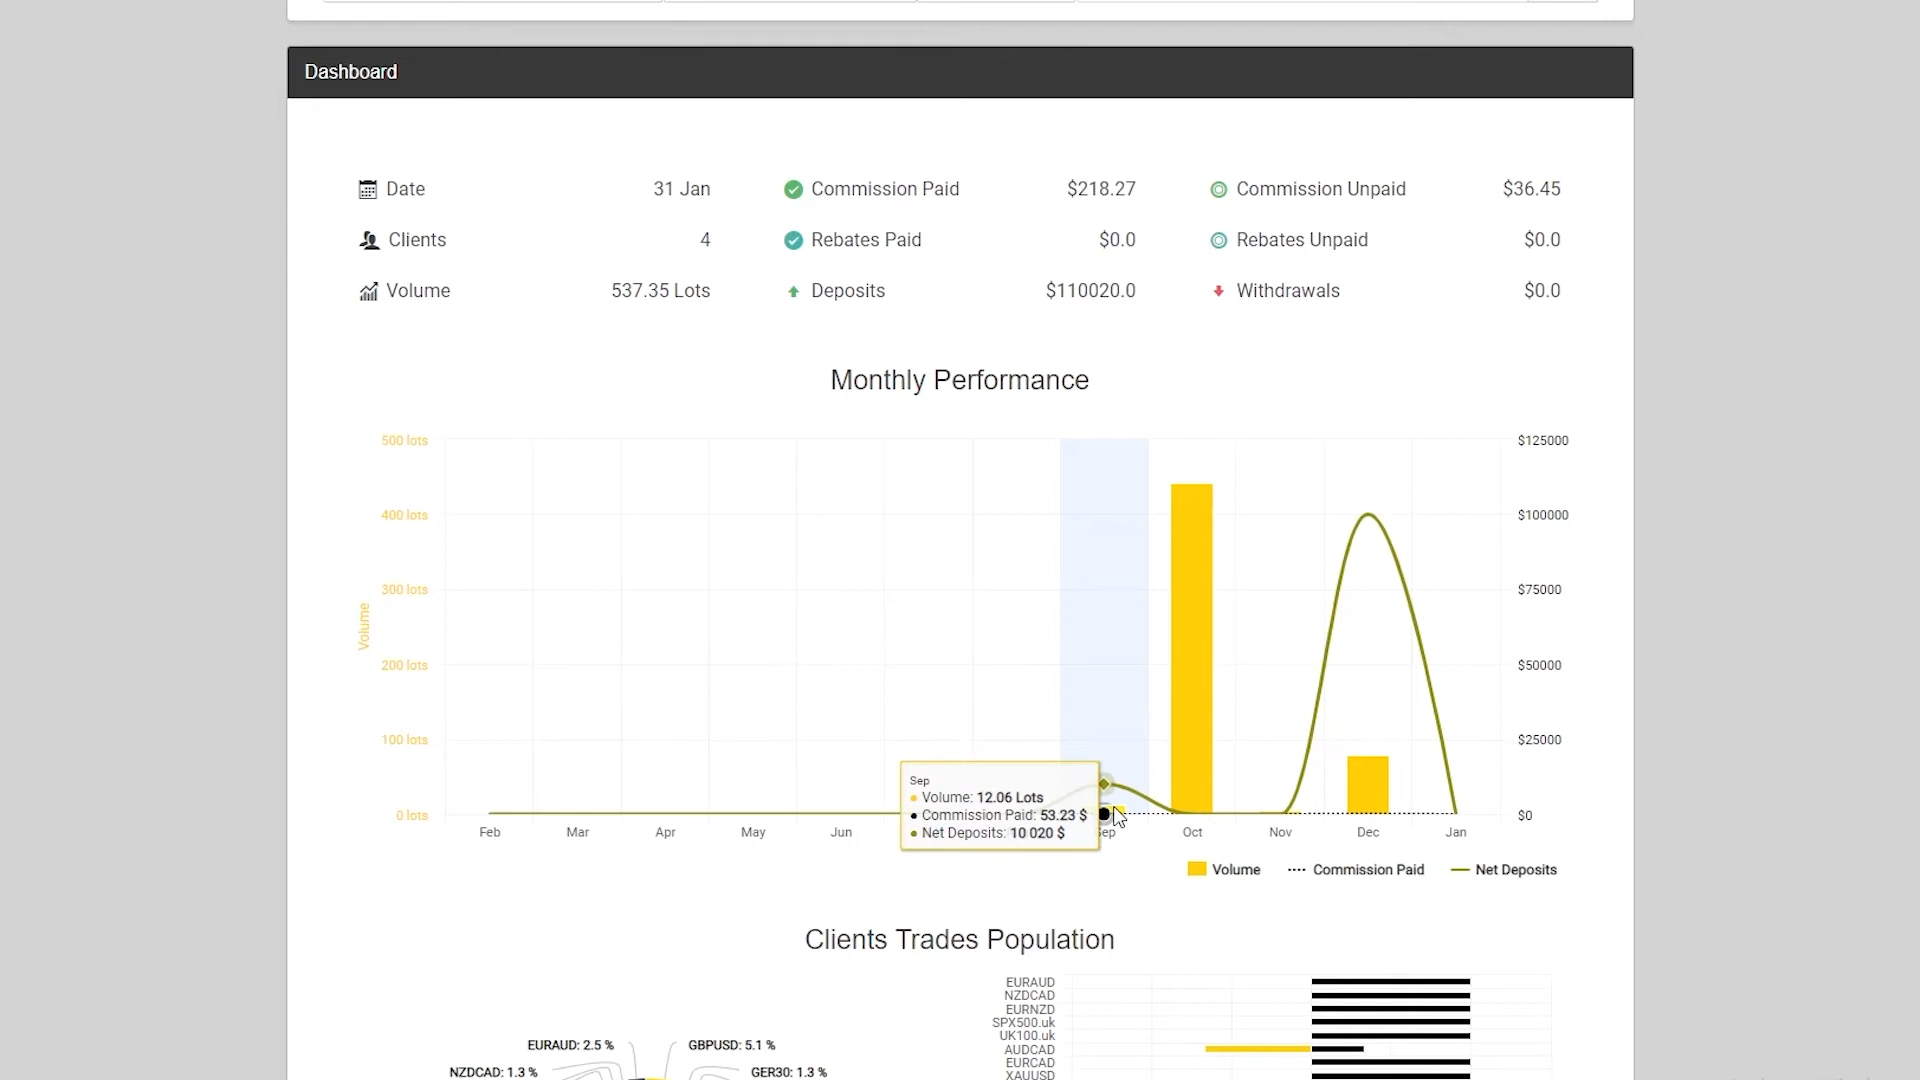 Dashboard
Date 31 Jan Commission Paid $218.27 Commission Unpaid $36.45
Clients 4 Rebates Paid $0.0 Rebates Unpaid $0.0
Volume 537.35 Lots Deposits $110020.0 Withdrawals $0.0
Monthly Performance
500 lots $125000
400 lots $100000
300 lots $75000
Volume
200 lots $50000
100 lots $25000
0 lots $0
Sep
Volume: 12.06 Lots
Commission Paid: 53.23 $
Net Deposits: 10 020 $
Feb Mar Apr May Jun Sep Oct Nov Dec Jan
Volume Commission Paid Net Deposits
Clients Trades Population
EURAUD
NZDCAD
EURNZD
SPX500.uk
UK100.uk
AUDCAD
EURCAD
XAUUSD
EURAUD: 2.5 % GBPUSD: 5.1 %
NZDCAD: 1.3 % GER30: 1.3 %